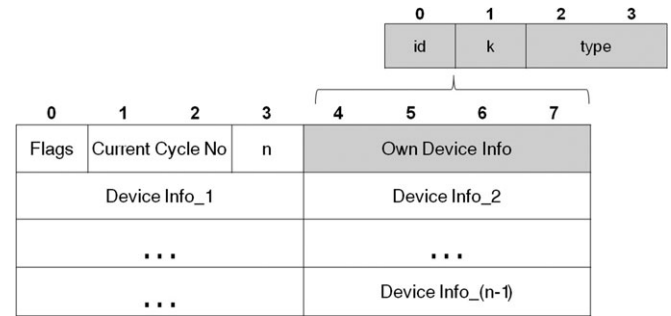 0 1 2 3
id k type
0 1 2 3 4 5 6 7
Flags Current Cycle No n Own Device Info
Device Info_1 Device Info_2
... ...
... Device Info_(n-1)